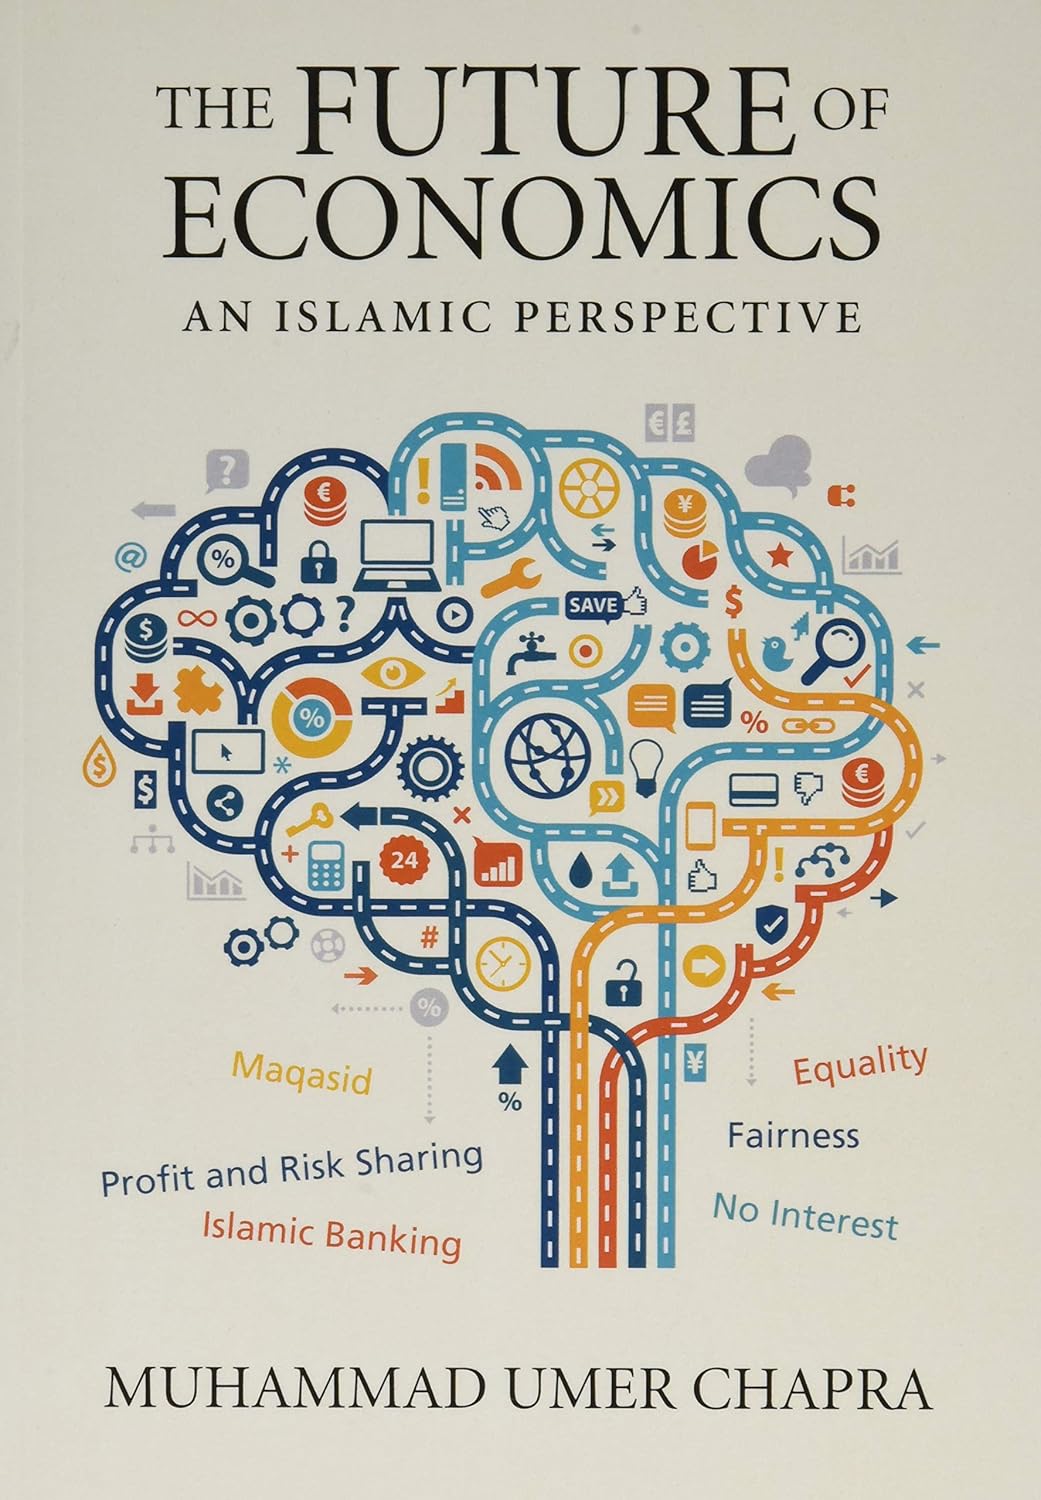 THE FUTURE OF
ECONOMICS
AN ISLAMIC PERSPECTIVE
€ £
?
€
!
¥
@
%
SAVE
$
$
∞
?
%
%
$
*
$
€
+
24
!
#
%
¥
%
Maqasid
Equality
Fairness
Profit and Risk Sharing
No Interest
Islamic Banking
MUHAMMAD UMER CHAPRA